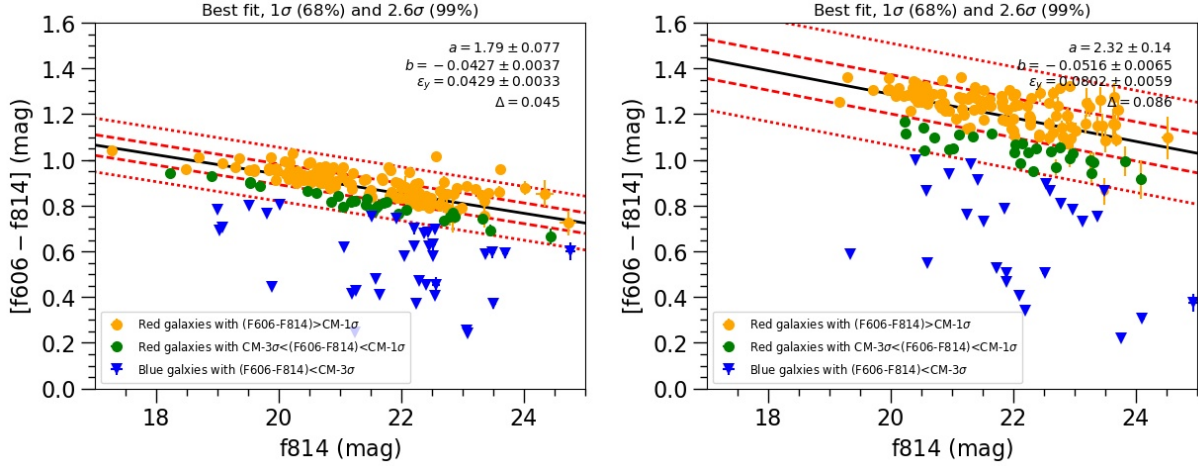 Best fit, 1σ (68%) and 2.6σ (99%)
1.6
1.4
1.2
1.0
0.8
0.6
0.4
0.2
0.0
[f606 − f814] (mag)
a = 1.79 ± 0.077
b = −0.0427 ± 0.0037
εy = 0.0429 ± 0.0033
Δ = 0.045
Red galaxies with (F606-F814)>CM-1σ
Red galaxies with CM-3σ<(F606-F814)<CM-1σ
Blue galxies with (F606-F814)<CM-3σ
18 20 22 24
f814 (mag)
Best fit, 1σ (68%) and 2.6σ (99%)
1.6
1.4
1.2
1.0
0.8
0.6
0.4
0.2
0.0
[f606 − f814] (mag)
a = 2.32 ± 0.14
b = −0.0516 ± 0.0065
εy = 0.0802 ± 0.0059
Δ = 0.086
Red galaxies with (F606-F814)>CM-1σ
Red galaxies with CM-3σ<(F606-F814)<CM-1σ
Blue galxies with (F606-F814)<CM-3σ
18 20 22 24
f814 (mag)